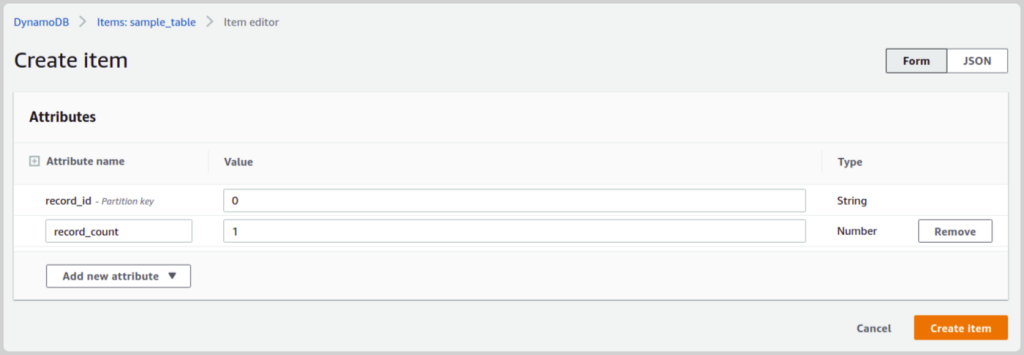 DynamoDB > Items: sample_table > Item editor
Create item
Form JSON
Attributes
Attribute name Value Type
record_id - Partition key 0 String
record_count 1 Number Remove
Add new attribute ▼
Cancel Create item